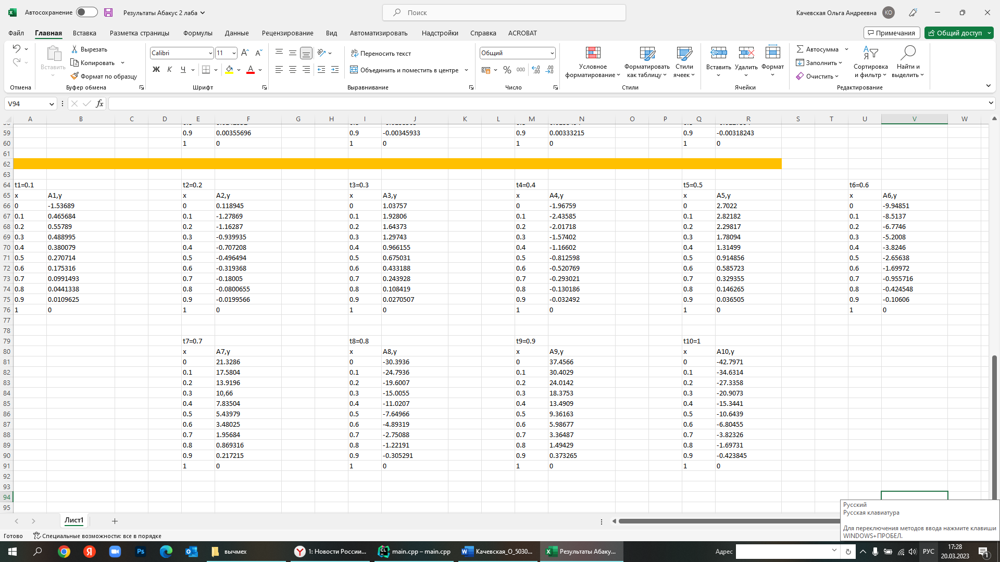 Автосохранение
Результаты Абакус 2 лаба
Поиск
Качевская Ольга Андреевна
КО
Файл Главная Вставка Разметка страницы Формулы Данные Рецензирование Вид Автоматизировать Надстройки Справка ACROBAT
Примечания
Общий доступ
Вставить
Вырезать
Копировать
Формат по образцу
Calibri 11
Ж К Ч А
Переносить текст
Объединить и поместить в центре
Общий
% 000
Условное форматирование
Форматировать как таблицу
Стили ячеек
Вставить Удалить Формат
Автосумма
Заполнить
Очистить
Сортировка и фильтр
Найти и выделить
Отмена Буфер обмена Шрифт Выравнивание Число Стили Ячейки Редактирование
V94 fx
A B C D E F G H I J K L M N O P Q R S T U V W
59 0.9 0.00355696 0.9 -0.00345933 0.9 0.00333215 0.9 -0.00318243
60 1 0 1 0 1 0 1 0
61
62
63
64 t1=0.1 t2=0.2 t3=0.3 t4=0.4 t5=0.5 t6=0.6
65 x A1,y x A2,y x A3,y x A4,y x A5,y x A6,y
66 0 -1.53689 0 0.118945 0 1.03757 0 -1.96759 0 2.7022 0 -9.94851
67 0.1 0.465684 0.1 -1.27869 0.1 1.92806 0.1 -2.43585 0.1 2.82182 0.1 -8.5137
68 0.2 0.55789 0.2 -1.16287 0.2 1.64373 0.2 -2.01718 0.2 2.29817 0.2 -6.7746
69 0.3 0.488995 0.3 -0.939935 0.3 1.29743 0.3 -1.57402 0.3 1.78094 0.3 -5.2008
70 0.4 0.380079 0.4 -0.707208 0.4 0.966155 0.4 -1.16602 0.4 1.31499 0.4 -3.8246
71 0.5 0.270714 0.5 -0.496494 0.5 0.675031 0.5 -0.812598 0.5 0.914856 0.5 -2.65638
72 0.6 0.175316 0.6 -0.319368 0.6 0.433188 0.6 -0.520769 0.6 0.585723 0.6 -1.69972
73 0.7 0.0991493 0.7 -0.18005 0.7 0.243928 0.7 -0.293021 0.7 0.329355 0.7 -0.955716
74 0.8 0.0441338 0.8 -0.0800655 0.8 0.108419 0.8 -0.130186 0.8 0.146265 0.8 -0.424548
75 0.9 0.0109625 0.9 -0.0199566 0.9 0.0270507 0.9 -0.032492 0.9 0.036505 0.9 -0.10606
76 1 0 1 0 1 0 1 0 1 0 1 0
77
78
79 t7=0.7 t8=0.8 t9=0.9 t10=1
80 x A7,y x A8,y x A9,y x A10,y
81 0 21.3286 0 -30.3936 0 37.4566 0 -42.7971
82 0.1 17.5804 0.1 -24.7936 0.1 30.4029 0.1 -34.6314
83 0.2 13.9196 0.2 -19.6007 0.2 24.0142 0.2 -27.3358
84 0.3 10,66 0.3 -15.0055 0.3 18.3753 0.3 -20.9073
85 0.4 7.83504 0.4 -11.0207 0.4 13.4909 0.4 -15.3441
86 0.5 5.43979 0.5 -7.64966 0.5 9.36163 0.5 -10.6439
87 0.6 3.48025 0.6 -4.89319 0.6 5.98677 0.6 -6.80455
88 0.7 1.95684 0.7 -2.75088 0.7 3.36487 0.7 -3.82326
89 0.8 0.869316 0.8 -1.22191 0.8 1.49429 0.8 -1.69731
90 0.9 0.217215 0.9 -0.305291 0.9 0.373265 0.9 -0.423845
91 1 0 1 0 1 0 1 0
92
93
94
95
Русский
Русская клавиатура
Для переключения методов ввода нажмите клавиши
WINDOWS+ПРОБЕЛ.
Лист1
Готово Специальные возможности: все в порядке
вычмех
1: Новости России...
main.cpp – main.cpp
Качевская_О_5030...
Результаты Абаку...
Адрес
РУС
17:28
20.03.2023
1